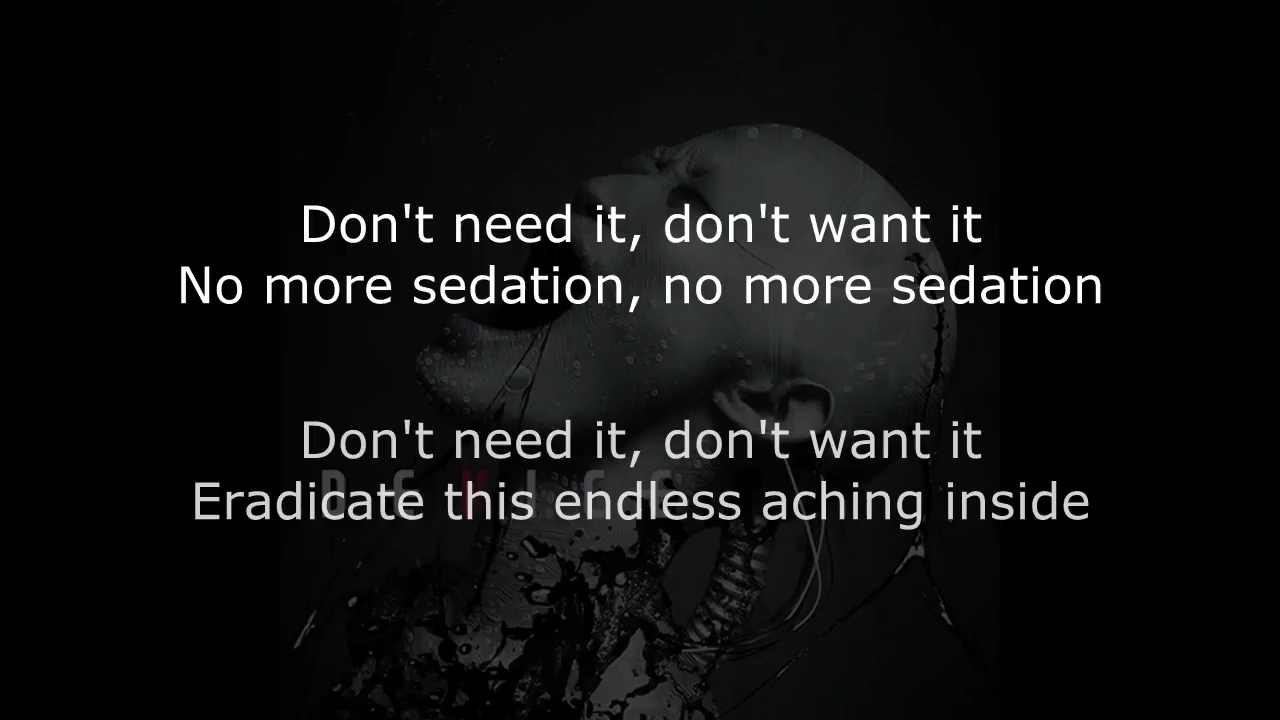 Don't need it, don't want it
No more sedation, no more sedation
Don't need it, don't want it
Eradicate this endless aching inside